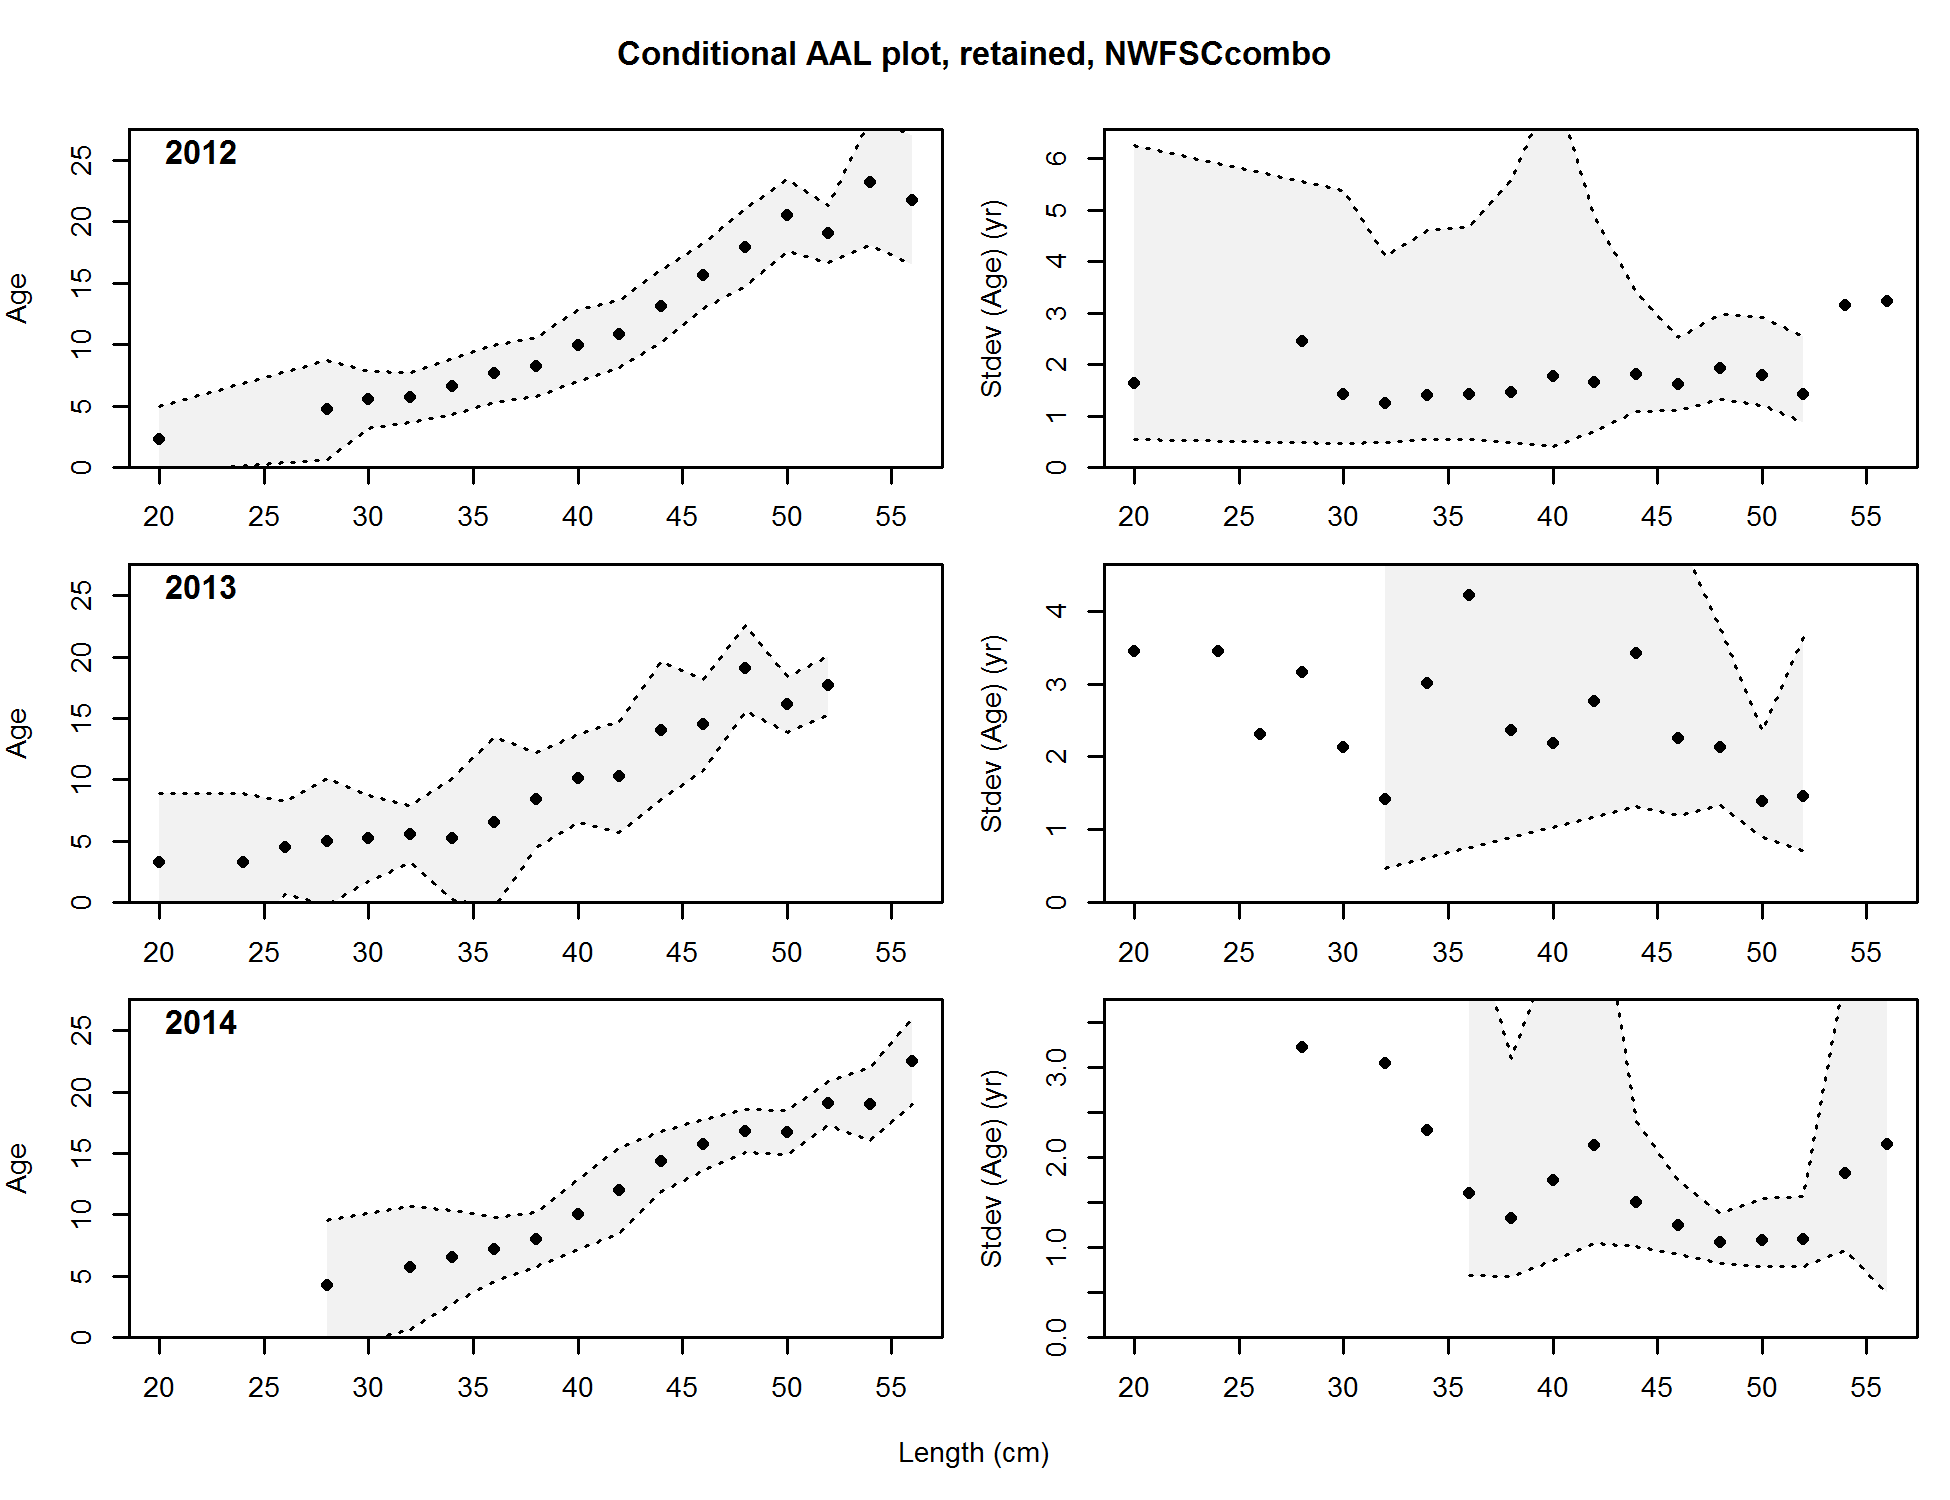 Conditional AAL plot, retained, NWFSCcombo
2012
Age
0 5 10 15 20 25
20 25 30 35 40 45 50 55
Stdev (Age) (yr)
0 1 2 3 4 5 6
20 25 30 35 40 45 50 55
2013
Age
0 5 10 15 20 25
20 25 30 35 40 45 50 55
Stdev (Age) (yr)
0 1 2 3 4
20 25 30 35 40 45 50 55
2014
Age
0 5 10 15 20 25
20 25 30 35 40 45 50 55
Stdev (Age) (yr)
0.0 1.0 2.0 3.0
20 25 30 35 40 45 50 55
Length (cm)